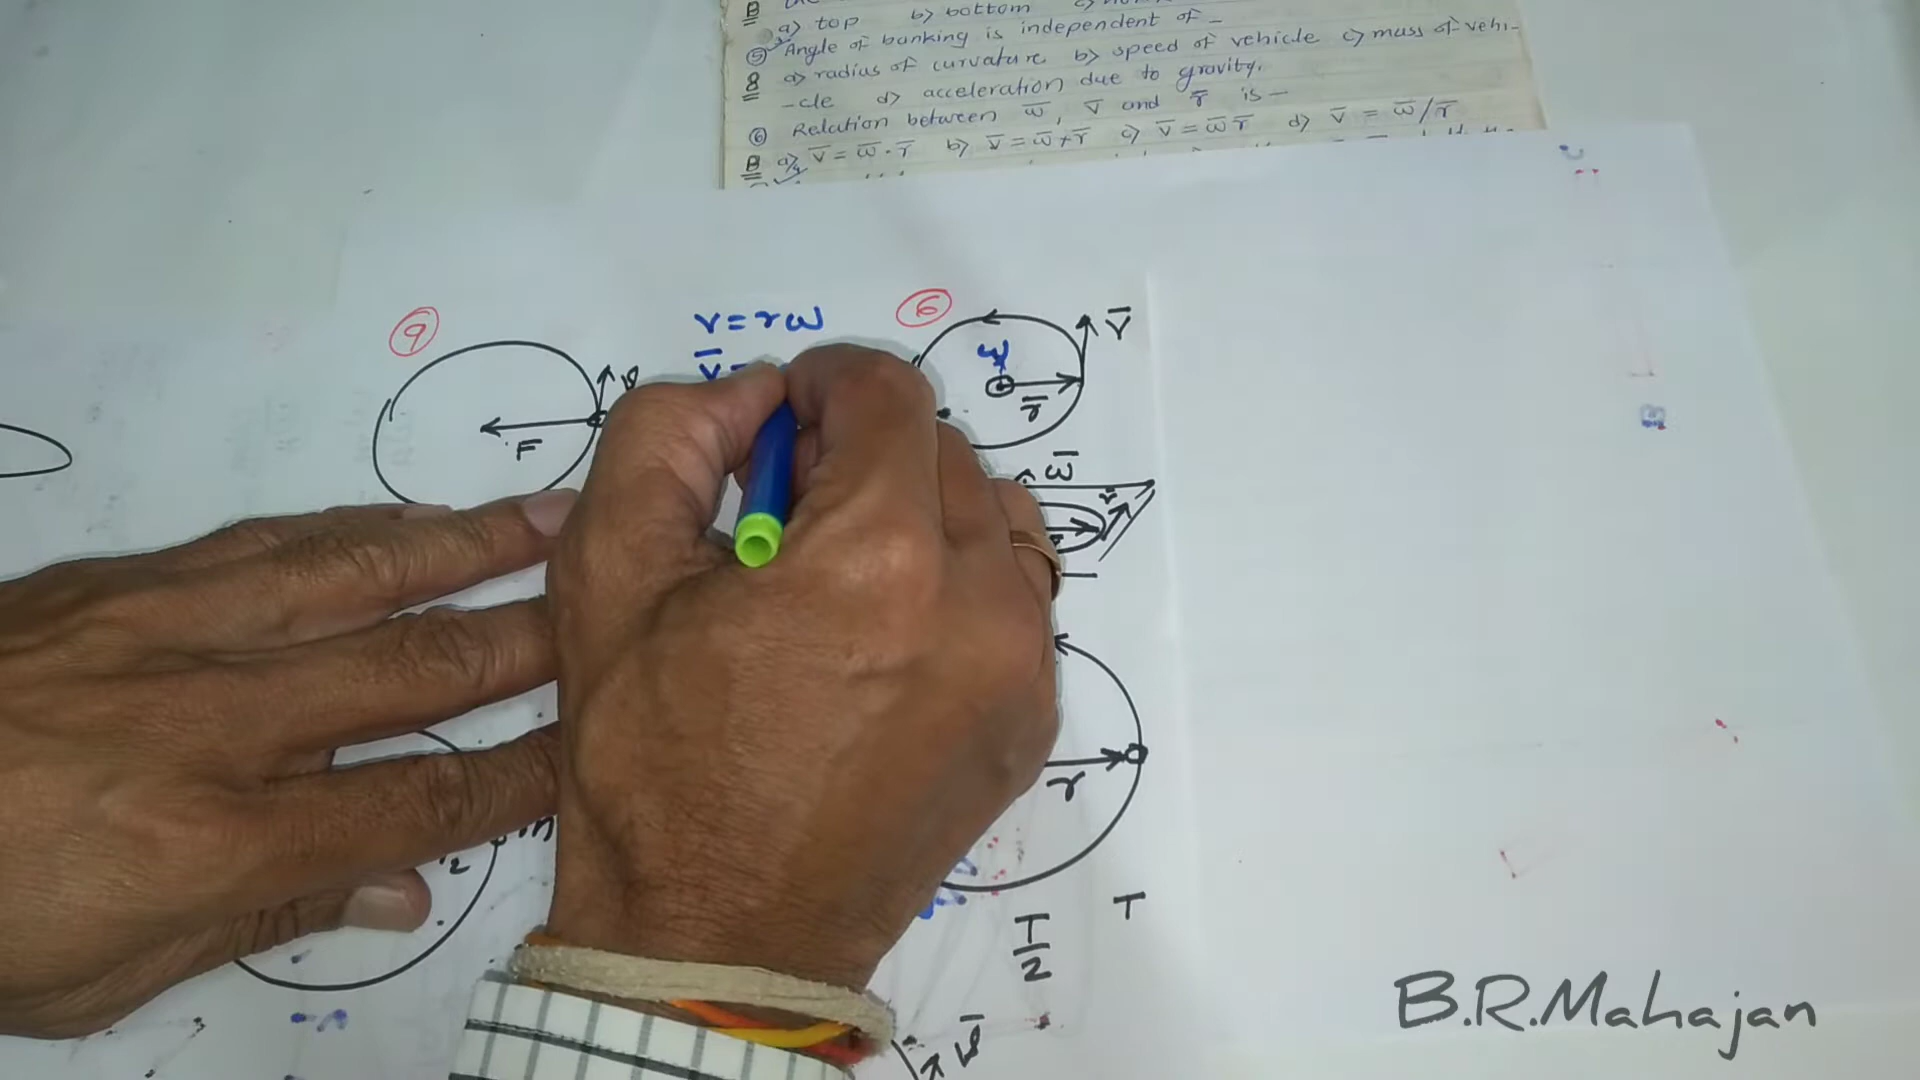 B
a) top b) bottom
⑤ Angle of banking is independent of -
8 a) radius of curvature b) speed of vehicle c) mass of vehi-
-cle d) acceleration due to gravity.
⑥ Relation between ω̅, v̅ and r̅ is -
B a) v̅ = ω̅ · r̅ b) v̅ = ω̅ + r̅ c) v̅ = ω̅ r̅ d) v̅ = ω̅ / r̅
⑨
F
v = r ω
v̅ =
⑥
v̅
ω
r̅
ω̅
r
T/2
T
B.R.Mahajan